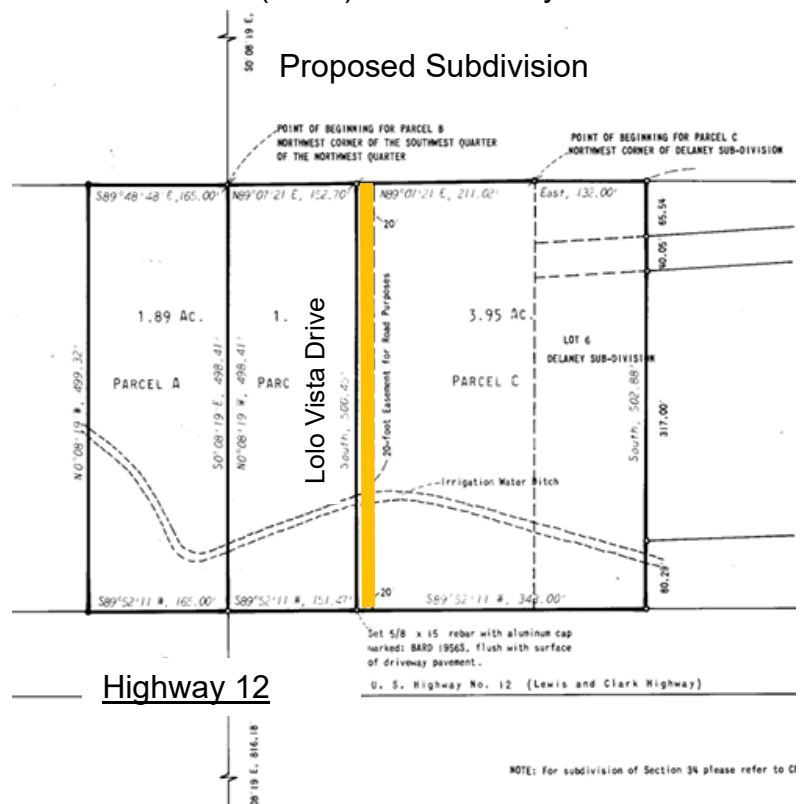 S0°08'19 E,
Proposed Subdivision
POINT OF BEGINNING FOR PARCEL B
NORTHWEST CORNER OF THE SOUTHWEST QUARTER
OF THE NORTHWEST QUARTER
POINT OF BEGINNING FOR PARCEL C
NORTHWEST CORNER OF DELANEY SUB-DIVISION
S89°48'48 E,165.00'
N89°07'21 E, 152.70'
N89°07'21 E, 211.02'
East, 132.00'
20'
65.54
40.05'
1.89 Ac.
1.
3.95 Ac.
LOT 6
DELANEY SUB-DIVISION
PARCEL A
PARC
PARCEL C
N0°08'19 W, 499.32'
S0°08'19 E, 498.41'
N0°08'19 W, 498.41'
Lolo Vista Drive
South, 500.45'
20-foot Easement for Road Purposes
South, 502.88'
317.00'
Irrigation Water Ditch
80.29'
20'
S89°52'11 W, 165.00'
S89°52'11 W, 151.47'
S89°52'11 W, 343.00'
Set 5/8 x 15 rebar with aluminum cap
marked: BARD 1956S, flush with surface
of driveway pavement.
U. S. Highway No. 12 (Lewis and Clark Highway)
Highway 12
08'19 E, 816.18'
NOTE: For subdivision of Section 34 please refer to